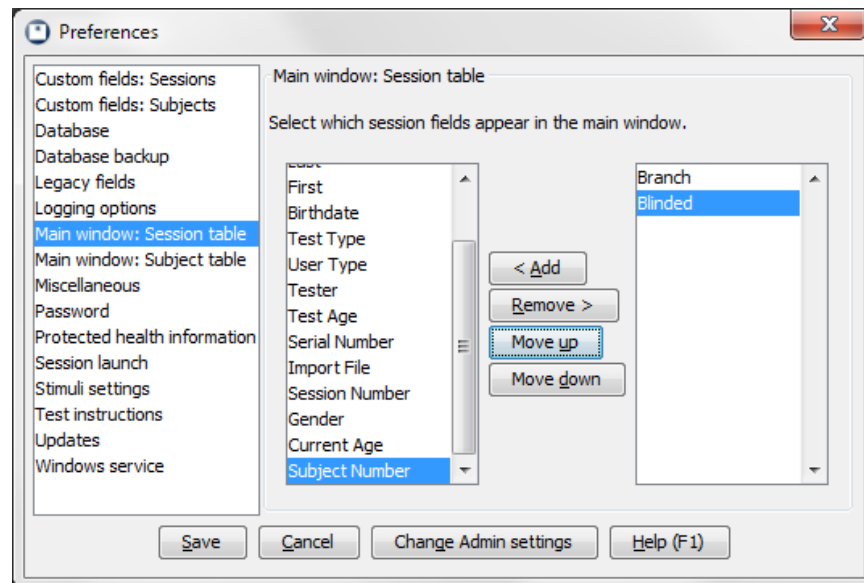 Preferences
Custom fields: Sessions
Custom fields: Subjects
Database
Database backup
Legacy fields
Logging options
Main window: Session table
Main window: Subject table
Miscellaneous
Password
Protected health information
Session launch
Stimuli settings
Test instructions
Updates
Windows service
Main window: Session table
Select which session fields appear in the main window.
First
Birthdate
Test Type
User Type
Tester
Test Age
Serial Number
Import File
Session Number
Gender
Current Age
Subject Number
< Add
Remove >
Move up
Move down
Branch
Blinded
Save
Cancel
Change Admin settings
Help (F1)